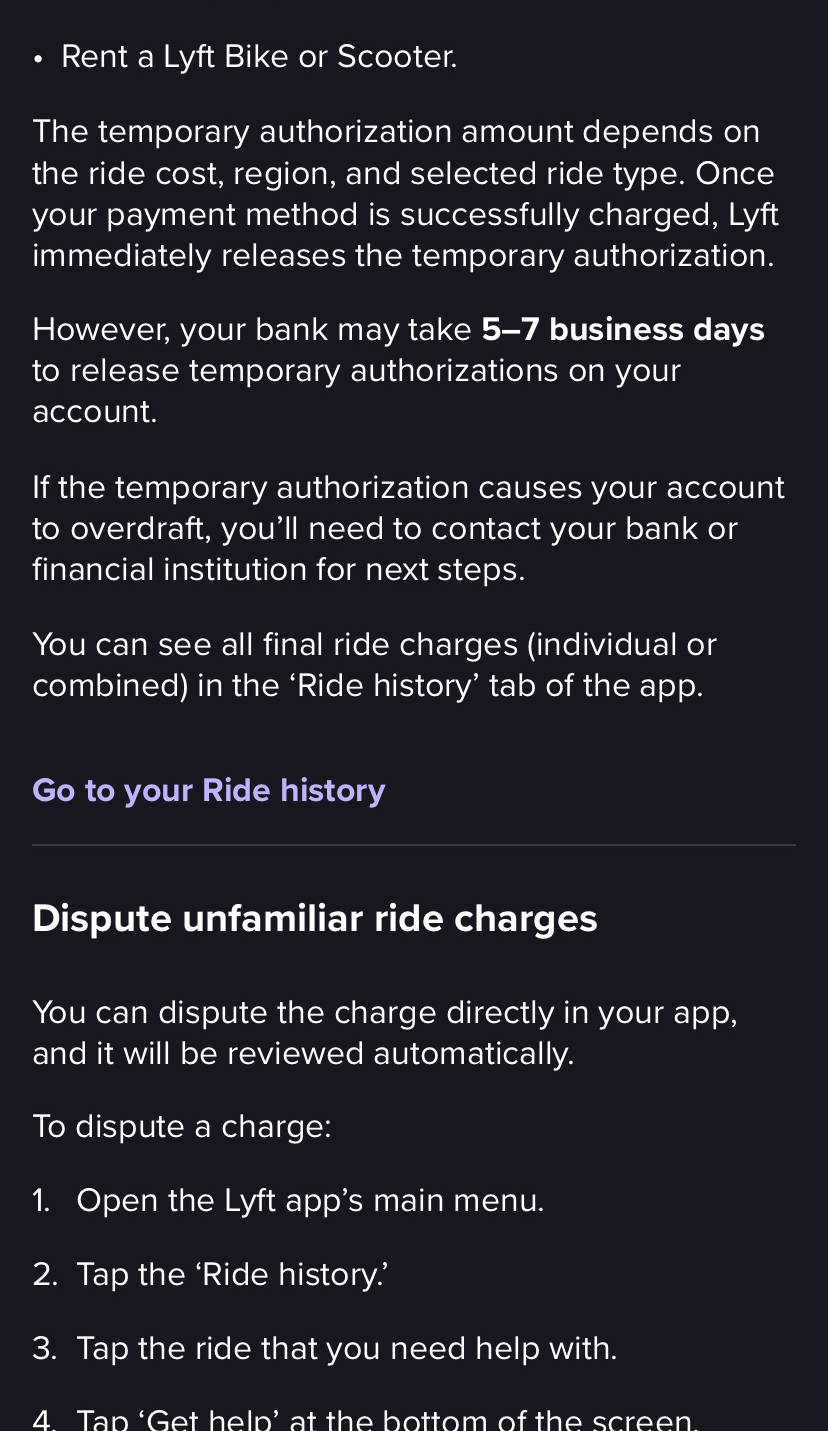 • Rent a Lyft Bike or Scooter.
The temporary authorization amount depends on
the ride cost, region, and selected ride type. Once
your payment method is successfully charged, Lyft
immediately releases the temporary authorization.
However, your bank may take 5–7 business days
to release temporary authorizations on your
account.
If the temporary authorization causes your account
to overdraft, you’ll need to contact your bank or
financial institution for next steps.
You can see all final ride charges (individual or
combined) in the ‘Ride history’ tab of the app.
Go to your Ride history
Dispute unfamiliar ride charges
You can dispute the charge directly in your app,
and it will be reviewed automatically.
To dispute a charge:
1. Open the Lyft app’s main menu.
2. Tap the ‘Ride history.’
3. Tap the ride that you need help with.
4. Tap ‘Get help’ at the bottom of the screen.